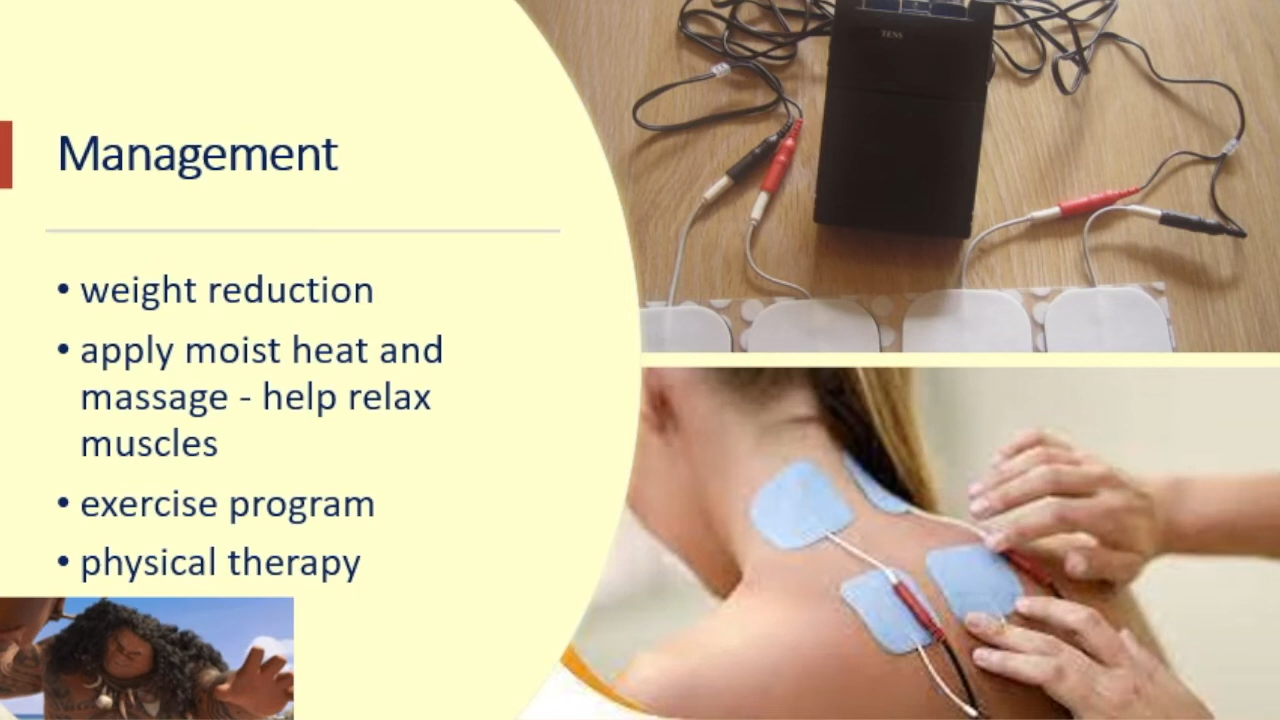 TENS
Management
• weight reduction
• apply moist heat and
massage - help relax
muscles
• exercise program
• physical therapy